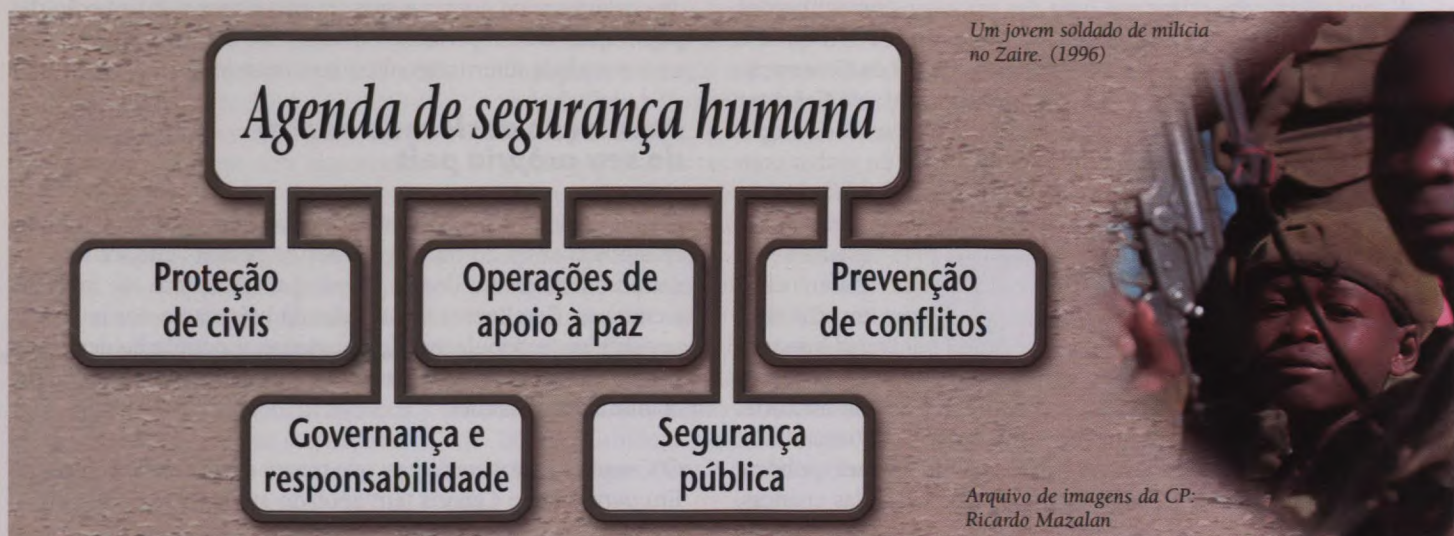 Um jovem soldado de milícia
no Zaire. (1996)
Agenda de segurança humana
Proteção
de civis
Operações de
apoio à paz
Prevenção
de conflitos
Governança e
responsabilidade
Segurança
pública
Arquivo de imagens da CP:
Ricardo Mazalan